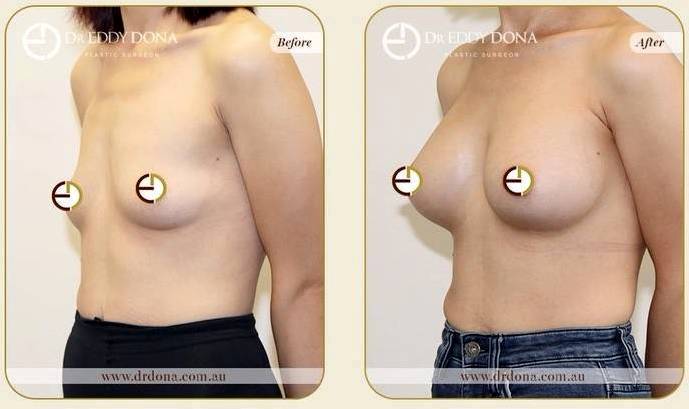 DR EDDY DONA
PLASTIC SURGEON
Before
www.drdona.com.au
DR EDDY DONA
PLASTIC SURGEON
After
www.drdona.com.au